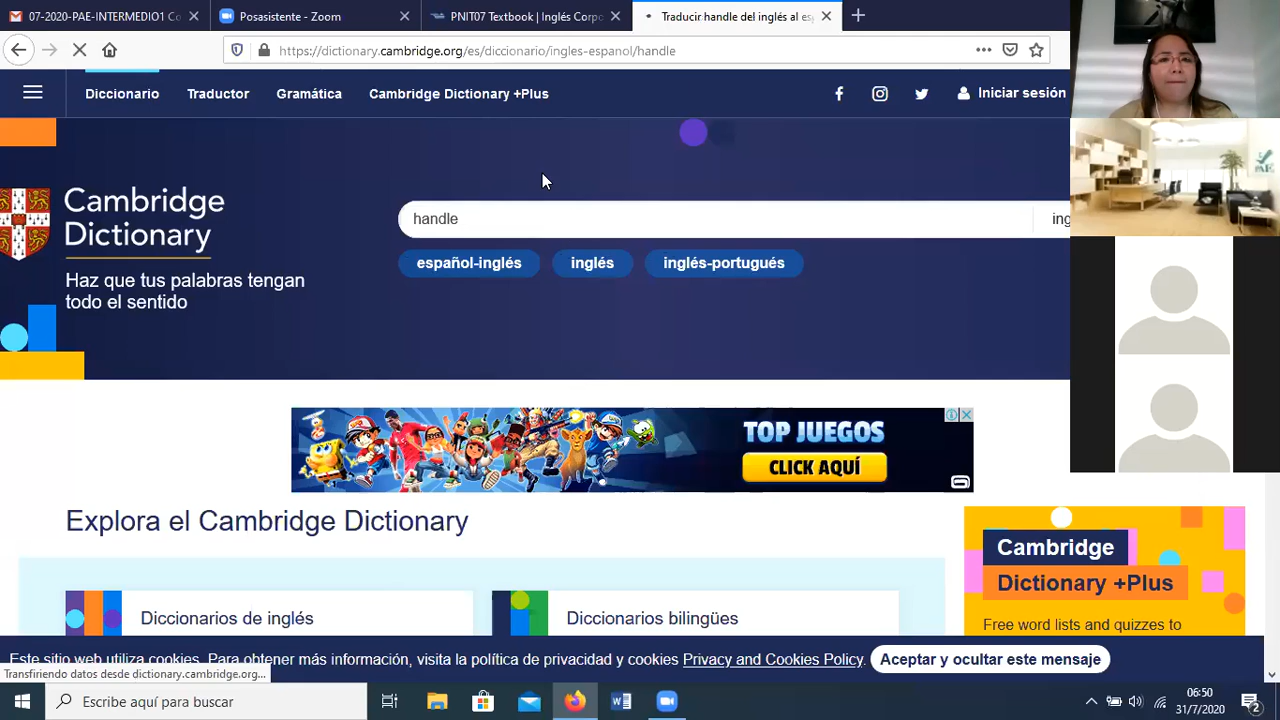 07-2020-PAE-INTERMEDIO1 Co
Posasistente - Zoom
PNIT07 Textbook | Inglés Corpo
Traducir handle del inglés al esp
https://dictionary.cambridge.org/es/diccionario/ingles-espanol/handle
Diccionario
Traductor
Gramática
Cambridge Dictionary +Plus
Iniciar sesión
Cambridge
Dictionary
Haz que tus palabras tengan
todo el sentido
handle
ing
español-inglés
inglés
inglés-portugués
TOP JUEGOS
CLICK AQUÍ
Explora el Cambridge Dictionary
Diccionarios de inglés
Diccionarios bilingües
Cambridge
Dictionary +Plus
Free word lists and quizzes to
Este sitio web utiliza cookies. Para obtener más información, visita la política de privacidad y cookies Privacy and Cookies Policy.
Aceptar y ocultar este mensaje
Transfiriendo datos desde dictionary.cambridge.org...
Escribe aquí para buscar
06:50
31/7/2020
2